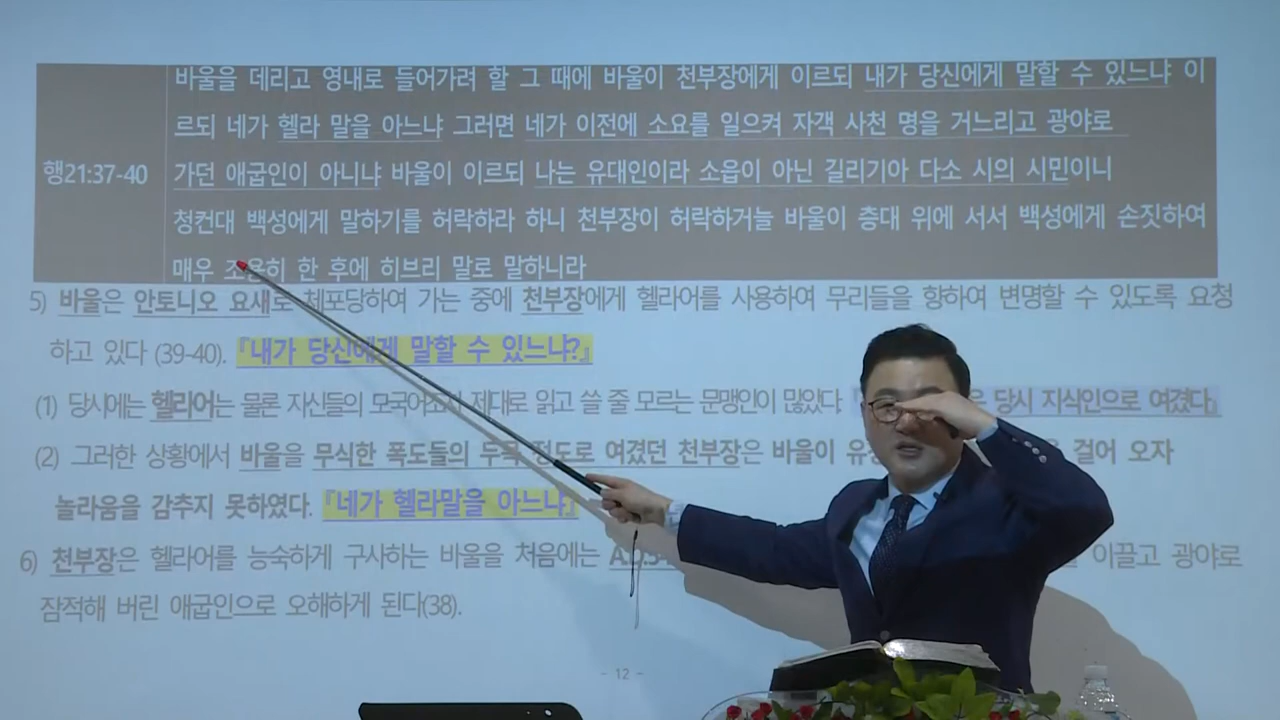 바울을 데리고 영내로 들어가려 할 그 때에 바울이 천부장에게 이르되 내가 당신에게 말할 수 있느냐 이
르되 네가 헬라 말을 아느냐 그러면 네가 이전에 소요를 일으켜 자객 사천 명을 거느리고 광야로
행21:37-40
가던 애굽인이 아니냐 바울이 이르되 나는 유대인이라 소읍이 아닌 길리기아 다소 시의 시민이니
청컨대 백성에게 말하기를 허락하라 하니 천부장이 허락하거늘 바울이 층대 위에 서서 백성에게 손짓하여
매우 조용히 한 후에 히브리 말로 말하니라
5) 바울은 안토니오 요새로 체포당하여 가는 중에 천부장에게 헬라어를 사용하여 무리들을 향하여 변명할 수 있도록 요청
하고 있다 (39-40). 『내가 당신에게 말할 수 있느냐?』
(1) 당시에는 헬라어는 물론 자신들의 모국어조차 제대로 읽고 쓸 줄 모르는 문맹인이 많았다. 당시 지식인으로 여겼다』
(2) 그러한 상황에서 바울을 무식한 폭도들의 두목 정도로 여겼던 천부장은 바울이 걸어 오자
놀라움을 감추지 못하였다. 『네가 헬라말을 아느냐』
6) 천부장은 헬라어를 능숙하게 구사하는 바울을 처음에는 이끌고 광야로
잠적해 버린 애굽인으로 오해하게 된다(38).
- 12 -